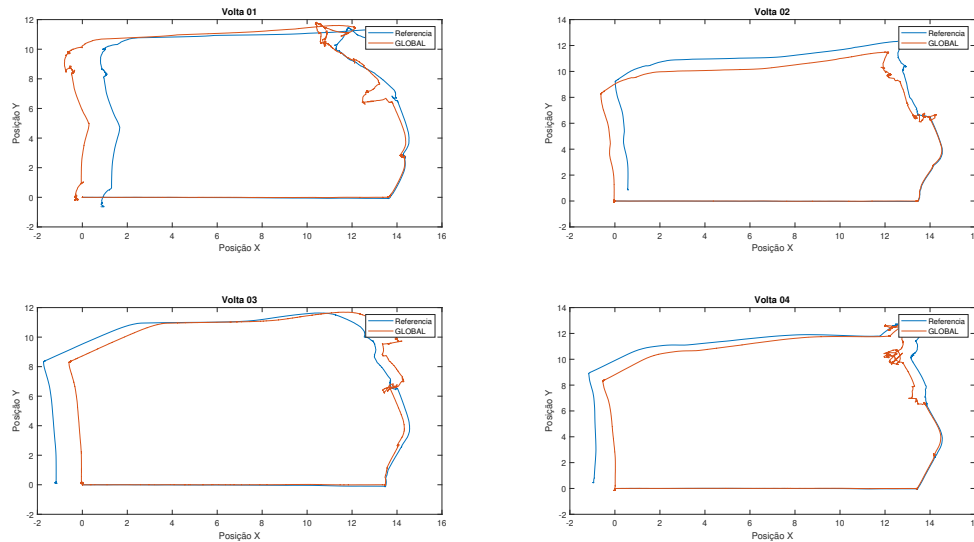 Volta 01
12
10
8
6
4
2
0
-2
Posição Y
-2 0 2 4 6 8 10 12 14 16
Posição X
Referencia
GLOBAL
Volta 02
14
12
10
8
6
4
2
0
-2
Posição Y
-2 0 2 4 6 8 10 12 14 16
Posição X
Referencia
GLOBAL
Volta 03
12
10
8
6
4
2
0
-2
Posição Y
-2 0 2 4 6 8 10 12 14 16
Posição X
Referencia
GLOBAL
Volta 04
14
12
10
8
6
4
2
0
-2
Posição Y
-2 0 2 4 6 8 10 12 14 16
Posição X
Referencia
GLOBAL